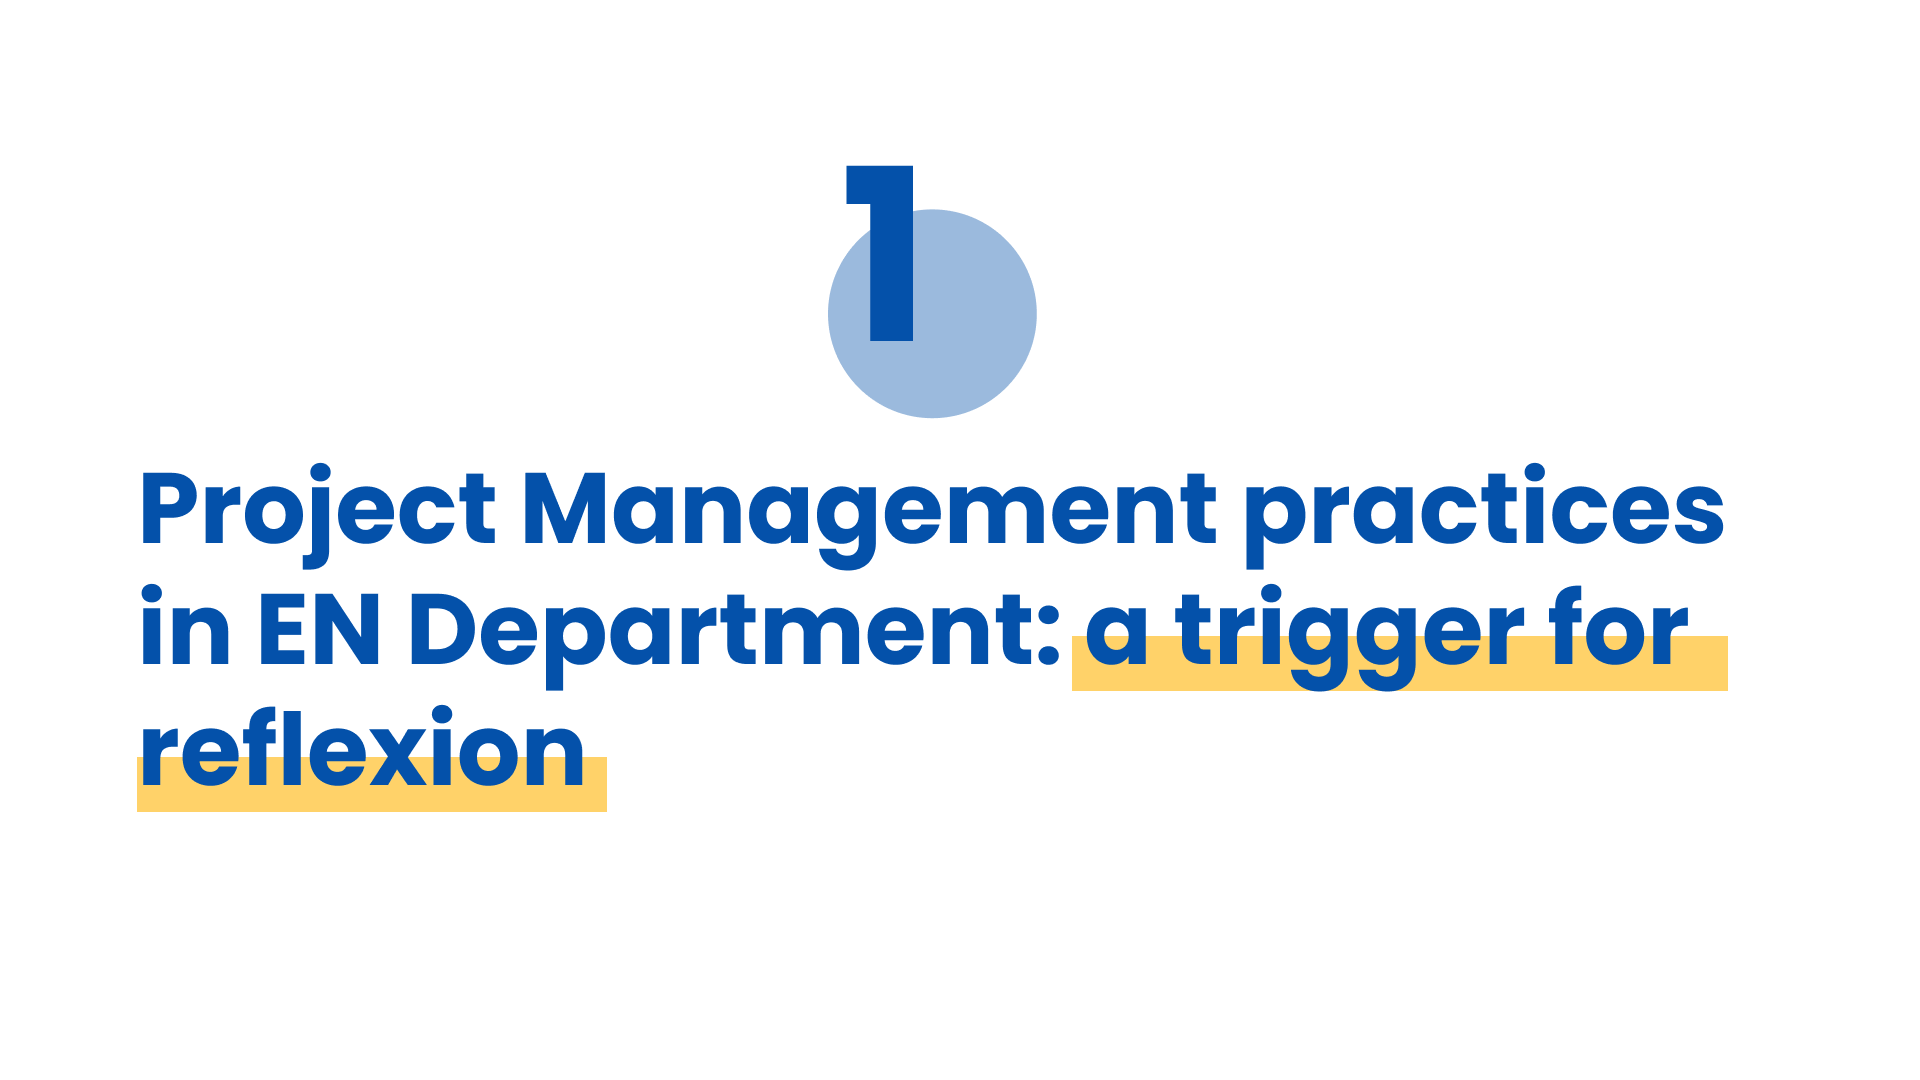 1
Project Management practices
in EN Department: a trigger for
reflexion